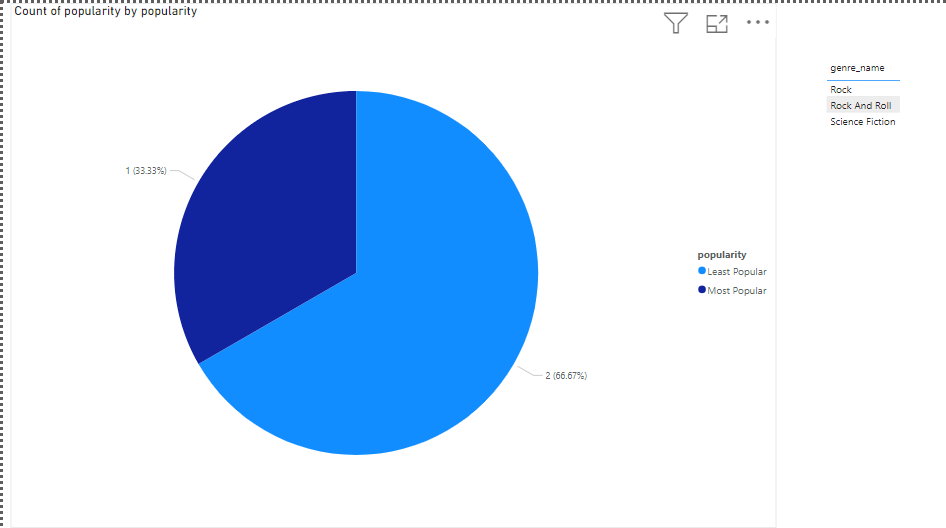 Count of popularity by popularity
1 (33.33%)
2 (66.67%)
popularity
Least Popular
Most Popular
genre_name
Rock
Rock And Roll
Science Fiction